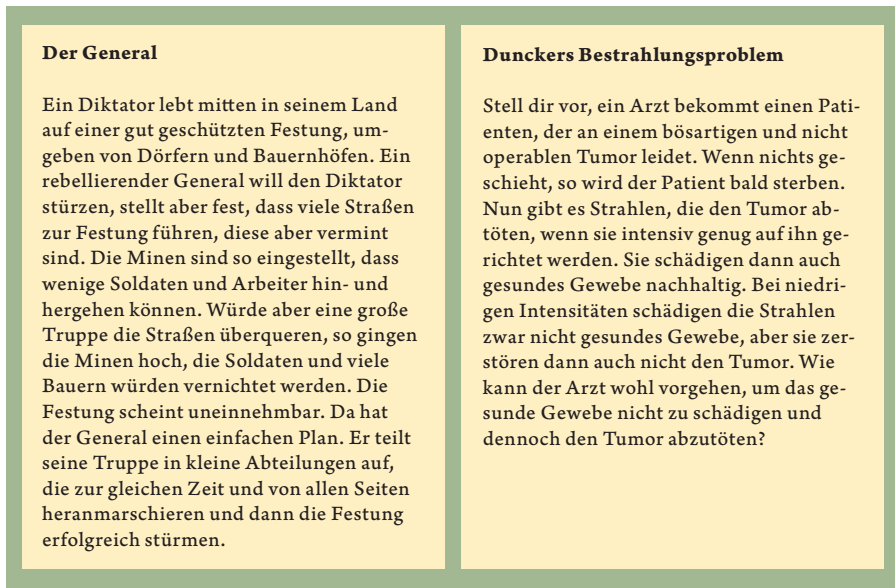 Der General
Ein Diktator lebt mitten in seinem Land
auf einer gut geschützten Festung, um-
geben von Dörfern und Bauernhöfen. Ein
rebellierender General will den Diktator
stürzen, stellt aber fest, dass viele Straßen
zur Festung führen, diese aber vermint
sind. Die Minen sind so eingestellt, dass
wenige Soldaten und Arbeiter hin- und
hergehen können. Würde aber eine große
Truppe die Straßen überqueren, so gingen
die Minen hoch, die Soldaten und viele
Bauern würden vernichtet werden. Die
Festung scheint uneinnehmbar. Da hat
der General einen einfachen Plan. Er teilt
seine Truppe in kleine Abteilungen auf,
die zur gleichen Zeit und von allen Seiten
heranmarschieren und dann die Festung
erfolgreich stürmen.
Dunckers Bestrahlungsproblem
Stell dir vor, ein Arzt bekommt einen Pati-
enten, der an einem bösartigen und nicht
operablen Tumor leidet. Wenn nichts ge-
schieht, so wird der Patient bald sterben.
Nun gibt es Strahlen, die den Tumor ab-
töten, wenn sie intensiv genug auf ihn ge-
richtet werden. Sie schädigen dann auch
gesundes Gewebe nachhaltig. Bei niedri-
gen Intensitäten schädigen die Strahlen
zwar nicht gesundes Gewebe, aber sie zer-
stören dann auch nicht den Tumor. Wie
kann der Arzt wohl vorgehen, um das ge-
sunde Gewebe nicht zu schädigen und
dennoch den Tumor abzutöten?